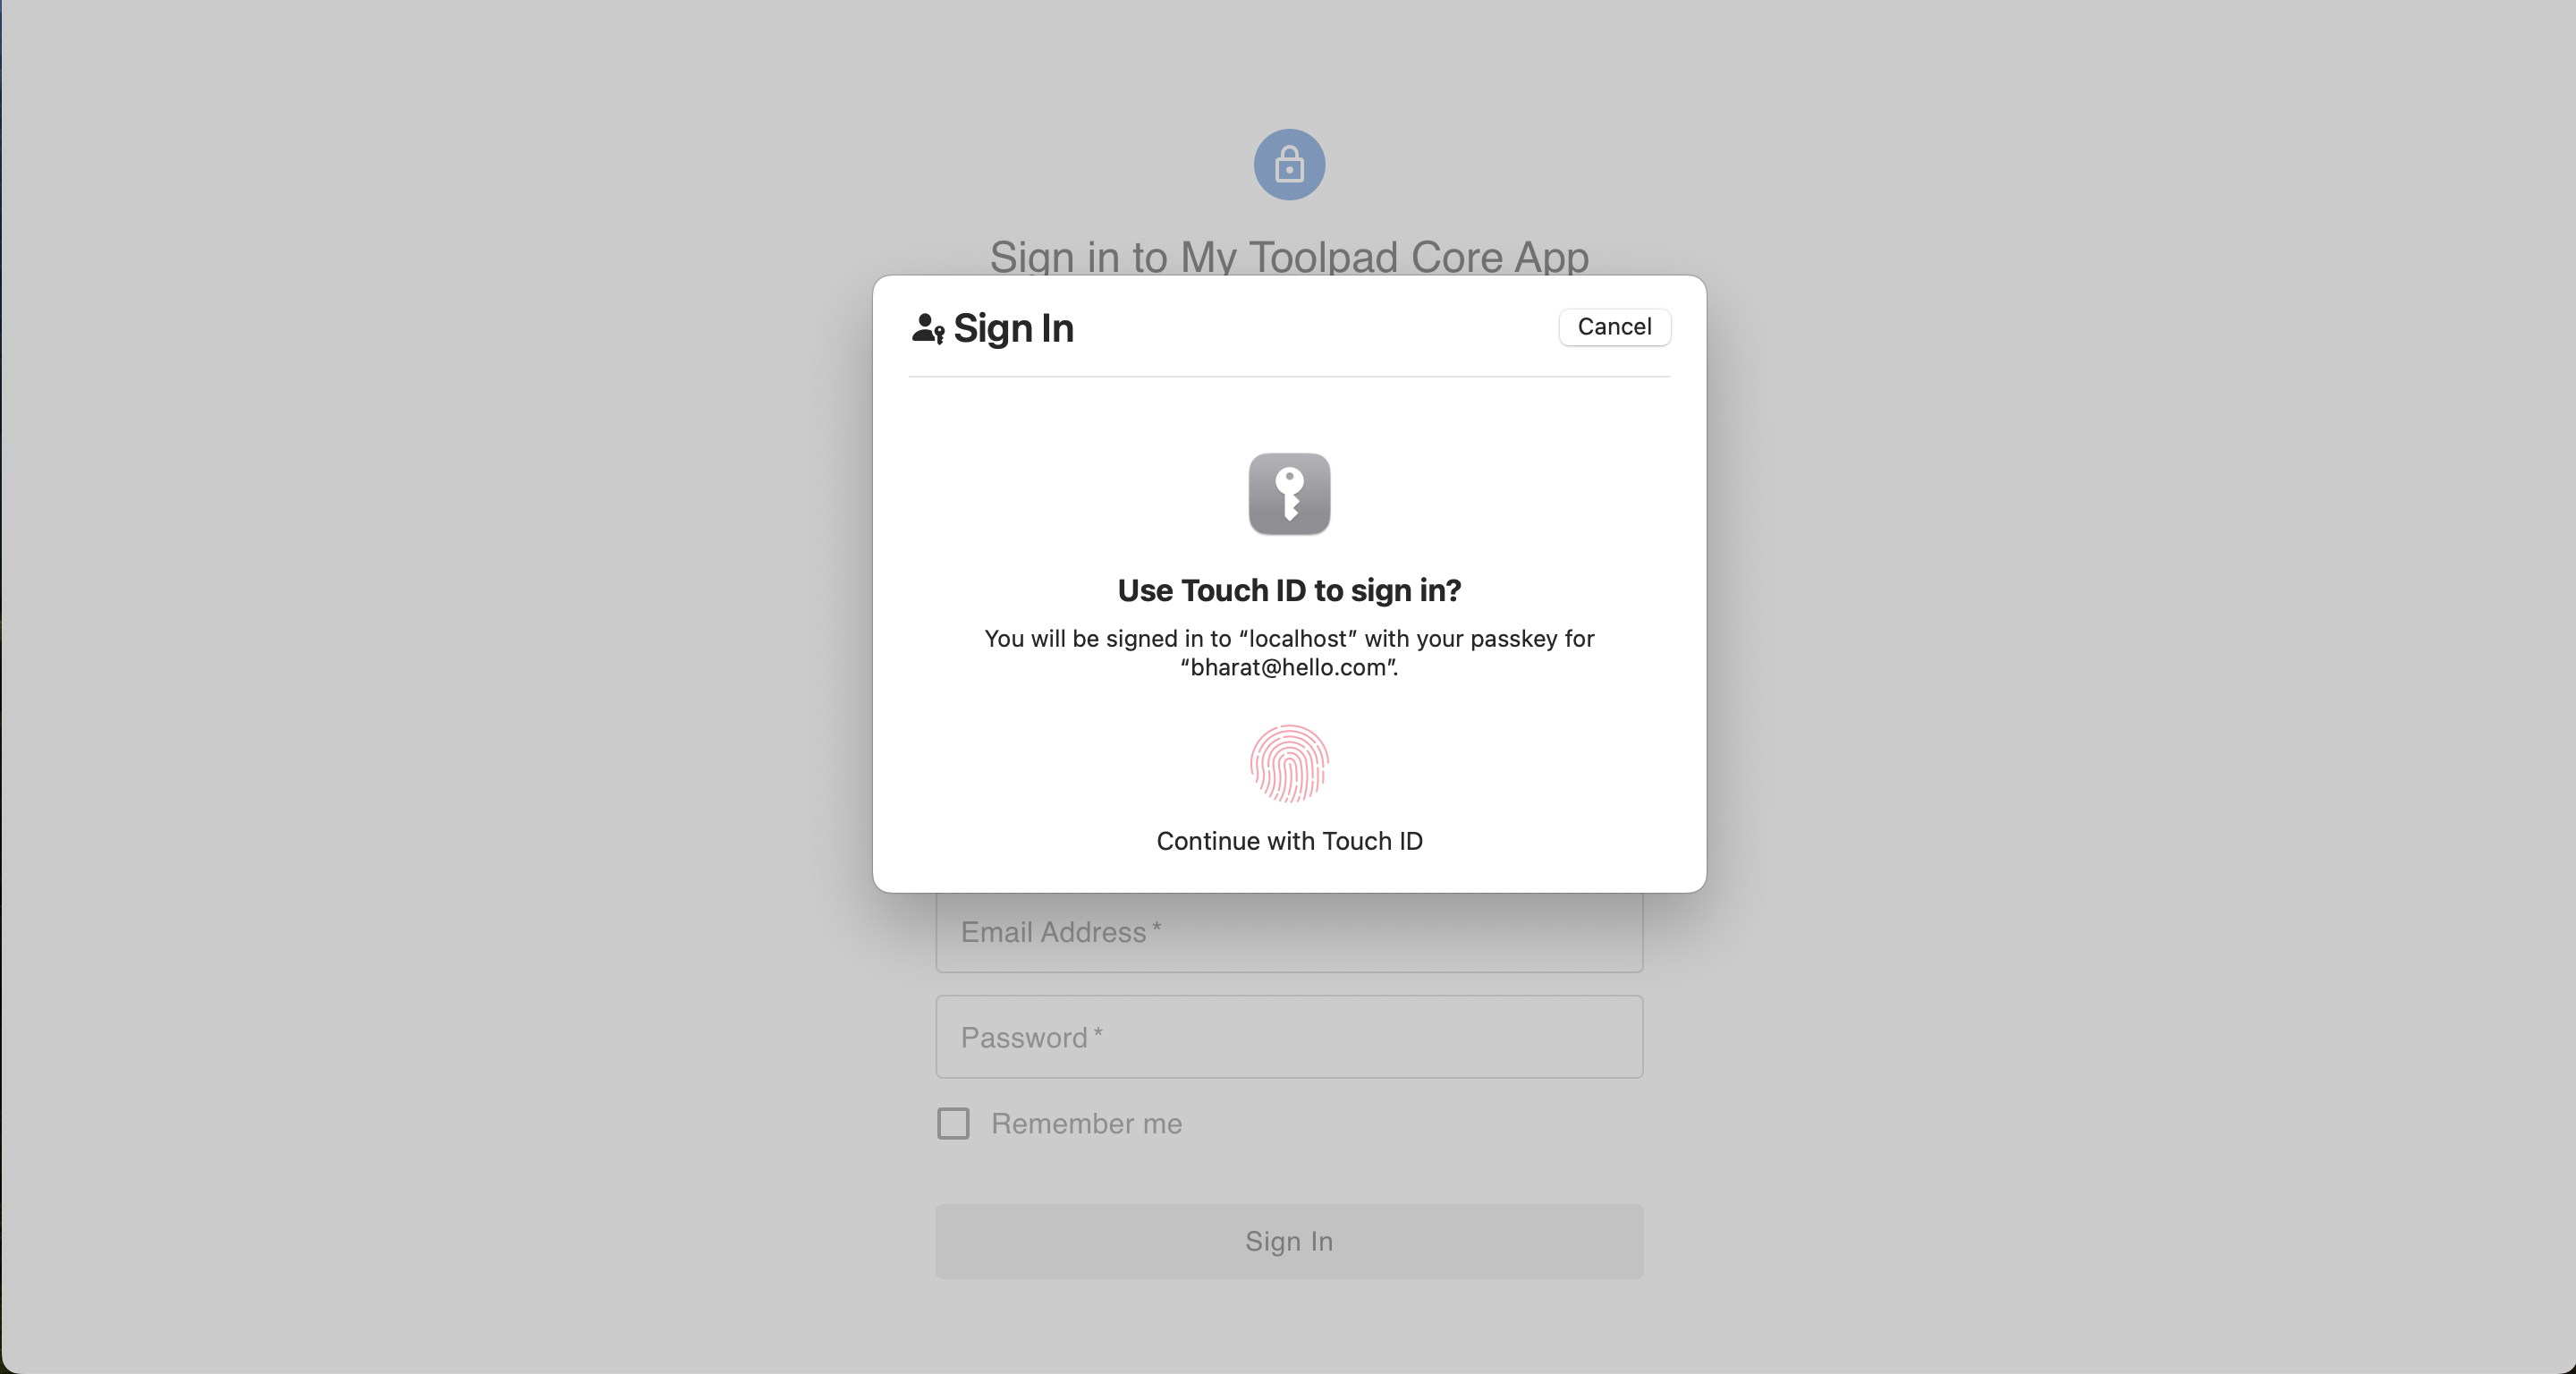 Sign in to My Toolpad Core App
Sign In
Cancel
Use Touch ID to sign in?
You will be signed in to “localhost” with your passkey for
“bharat@hello.com”.
Continue with Touch ID
Email Address *
Password *
Remember me
Sign In